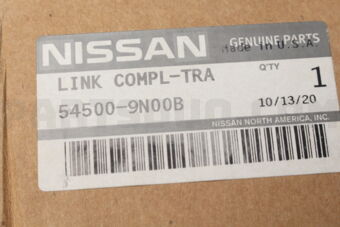 NISSAN GENUINE PARTS
Made in U.S.A
LINK COMPL-TRA Q'TY 1
54500-9N00B 10/13/20
NISSAN NORTH AMERICA, INC.